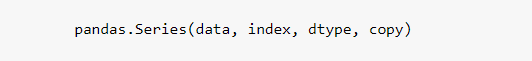 pandas.Series(data, index, dtype, copy)